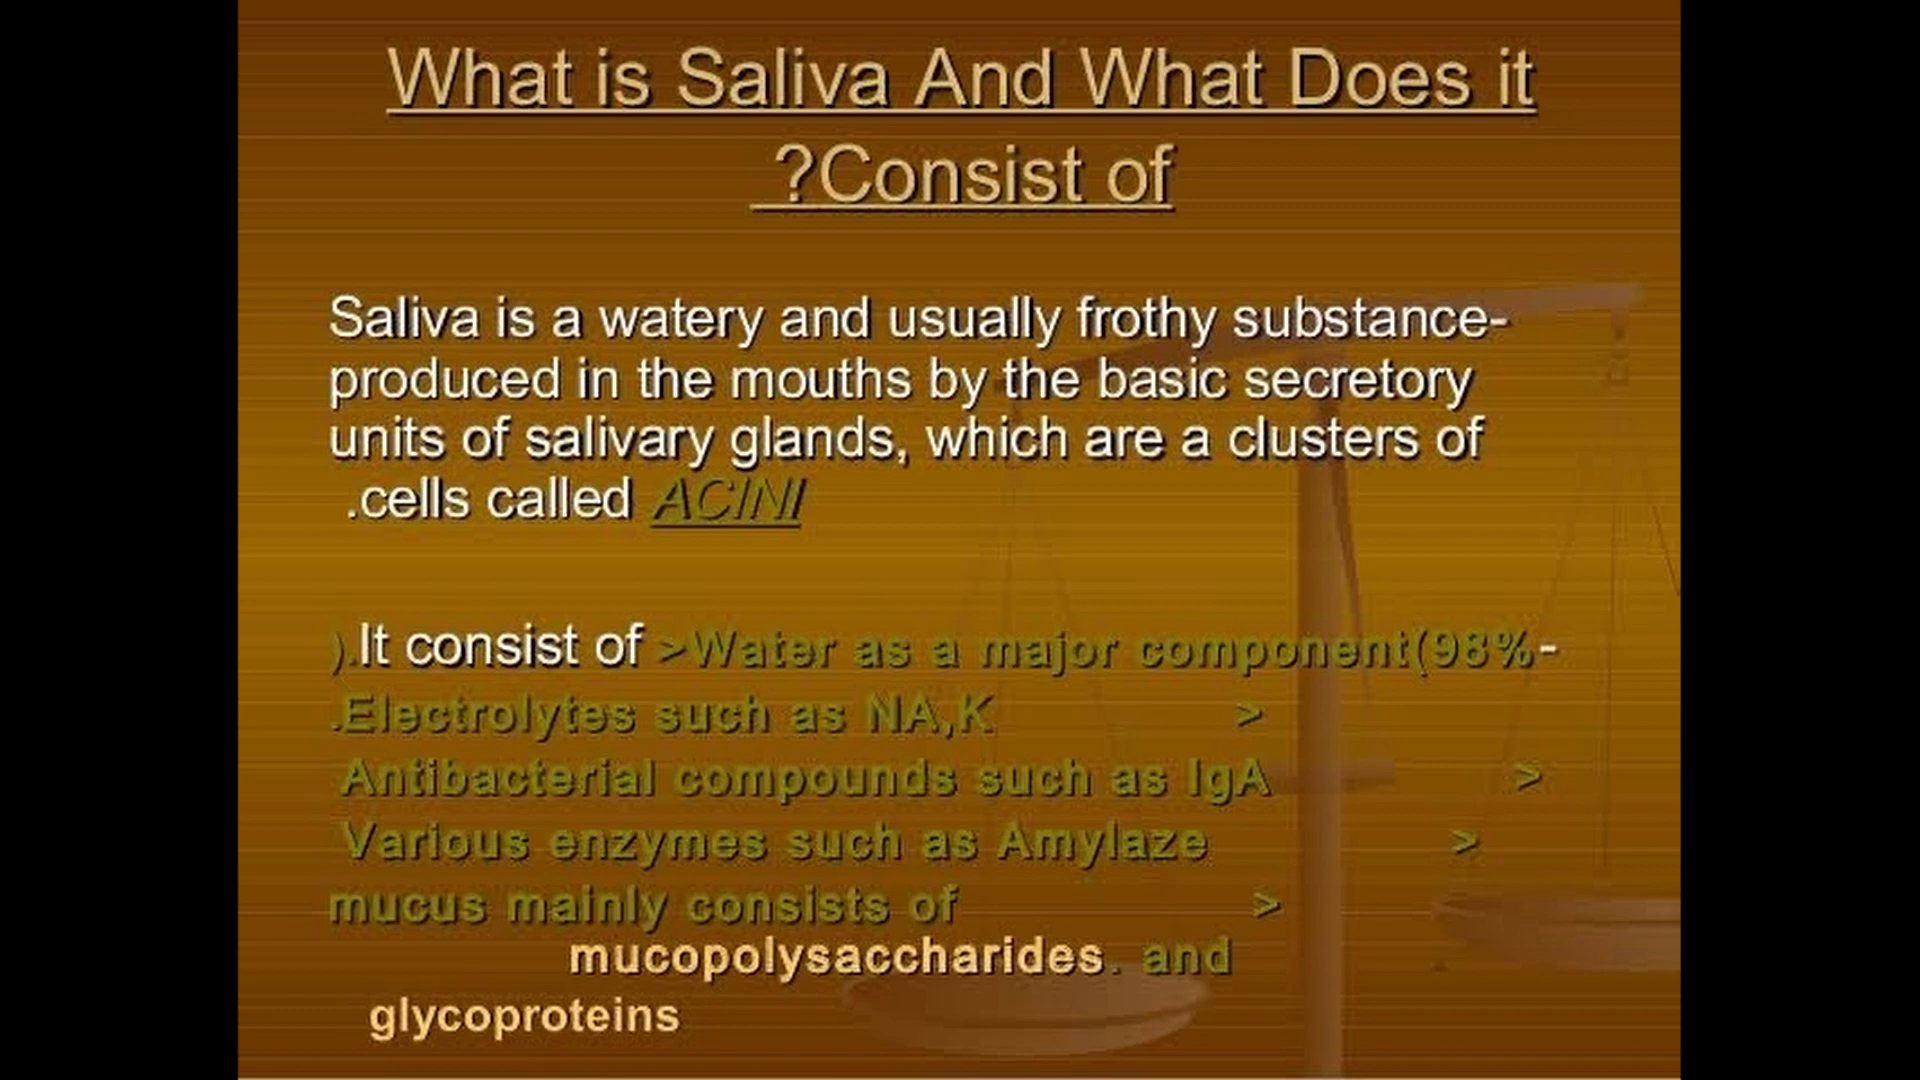 What is Saliva And What Does it
?Consist of
Saliva is a watery and usually frothy substance-
produced in the mouths by the basic secretory
units of salivary glands, which are a clusters of
.cells called ACINI
).It consist of >Water as a major component(98%-
.Electrolytes such as NA,K >
Antibacterial compounds such as IgA >
Various enzymes such as Amylaze >
mucus mainly consists of >
mucopolysaccharides. and
glycoproteins